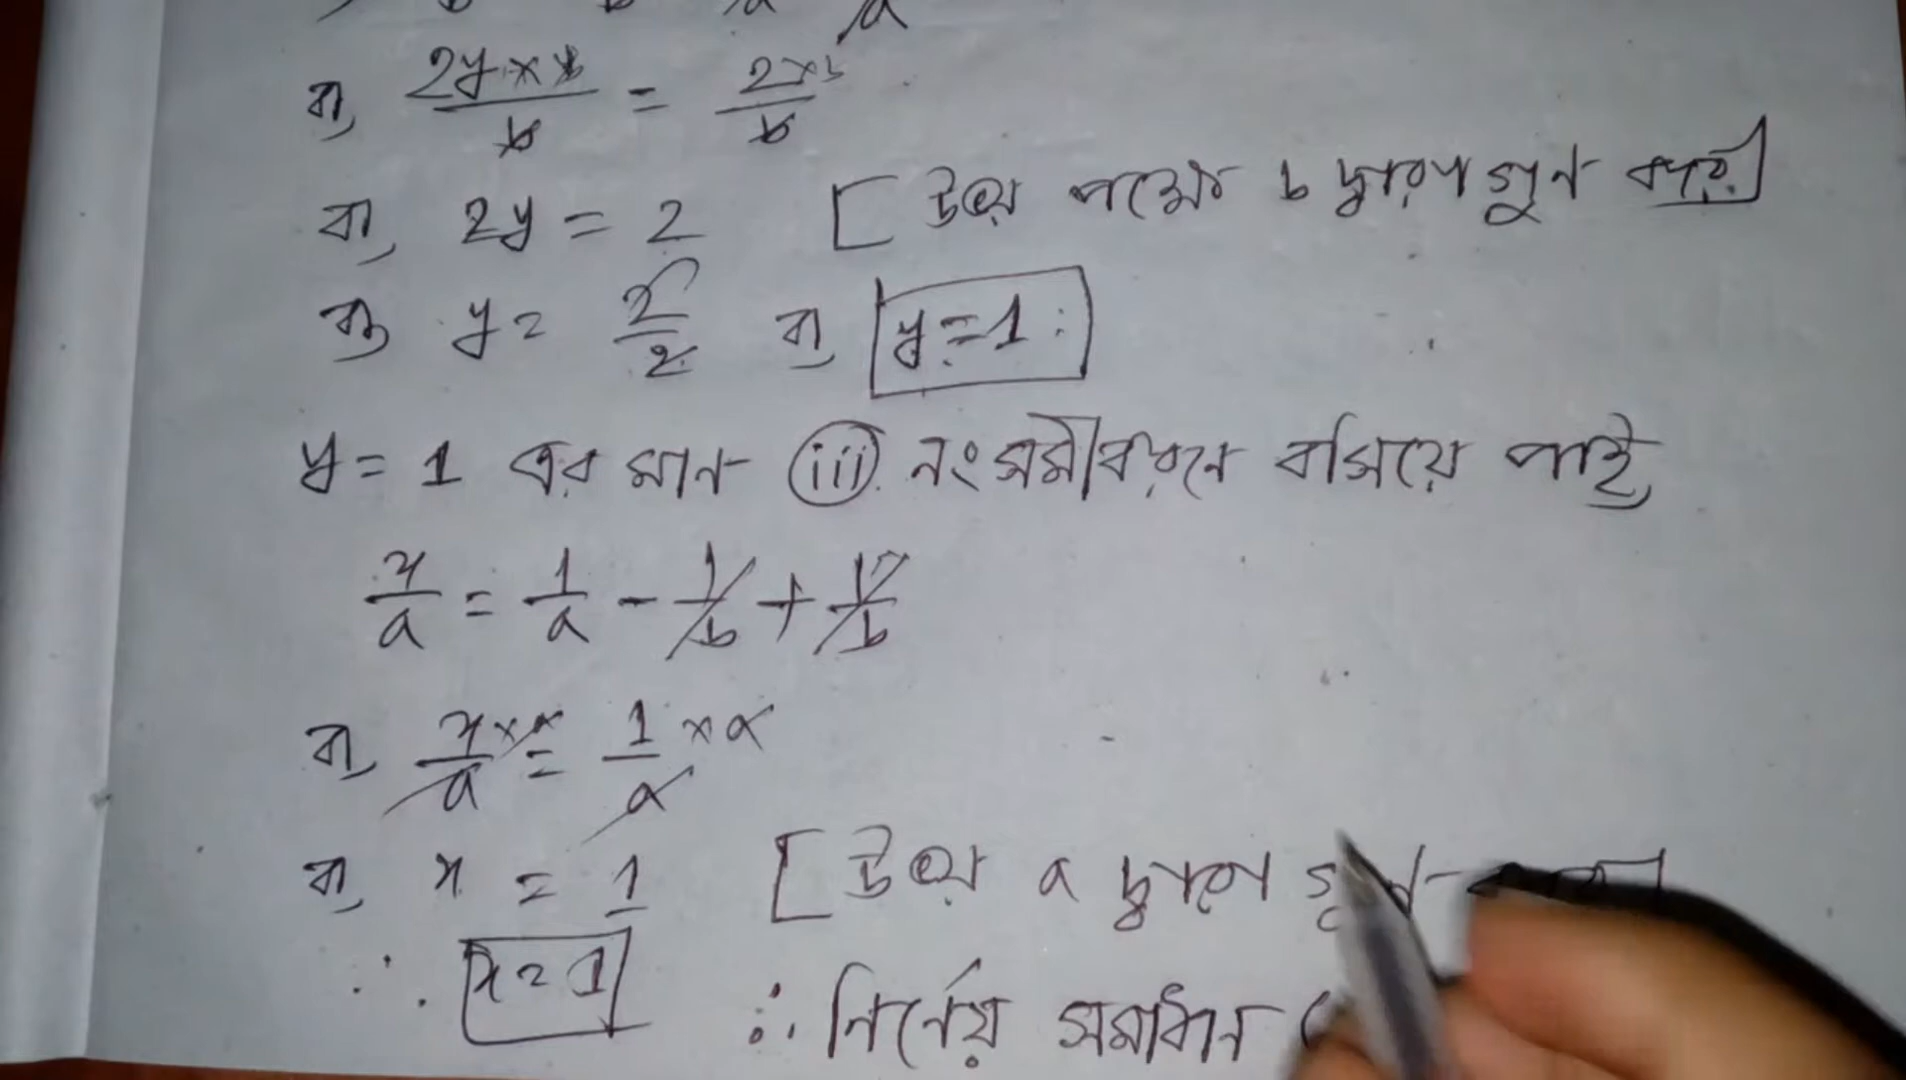 বা, 2y×b/b = 2×b/b
বা, 2y = 2 [উভয় পক্ষে b দ্বারা গুন করে]
বা, y = 2/2 বা, y=1
y = 1 এর মান (iii) নং সমীকরনে বসিয়ে পাই,
x/a = 1/a - 1/b + 1/b
বা, x×a/a = 1/a × a
বা, x = 1 [উভয় a দ্বারা গুন
∴ x = 1 ∴ নির্নেয় সমাধান (